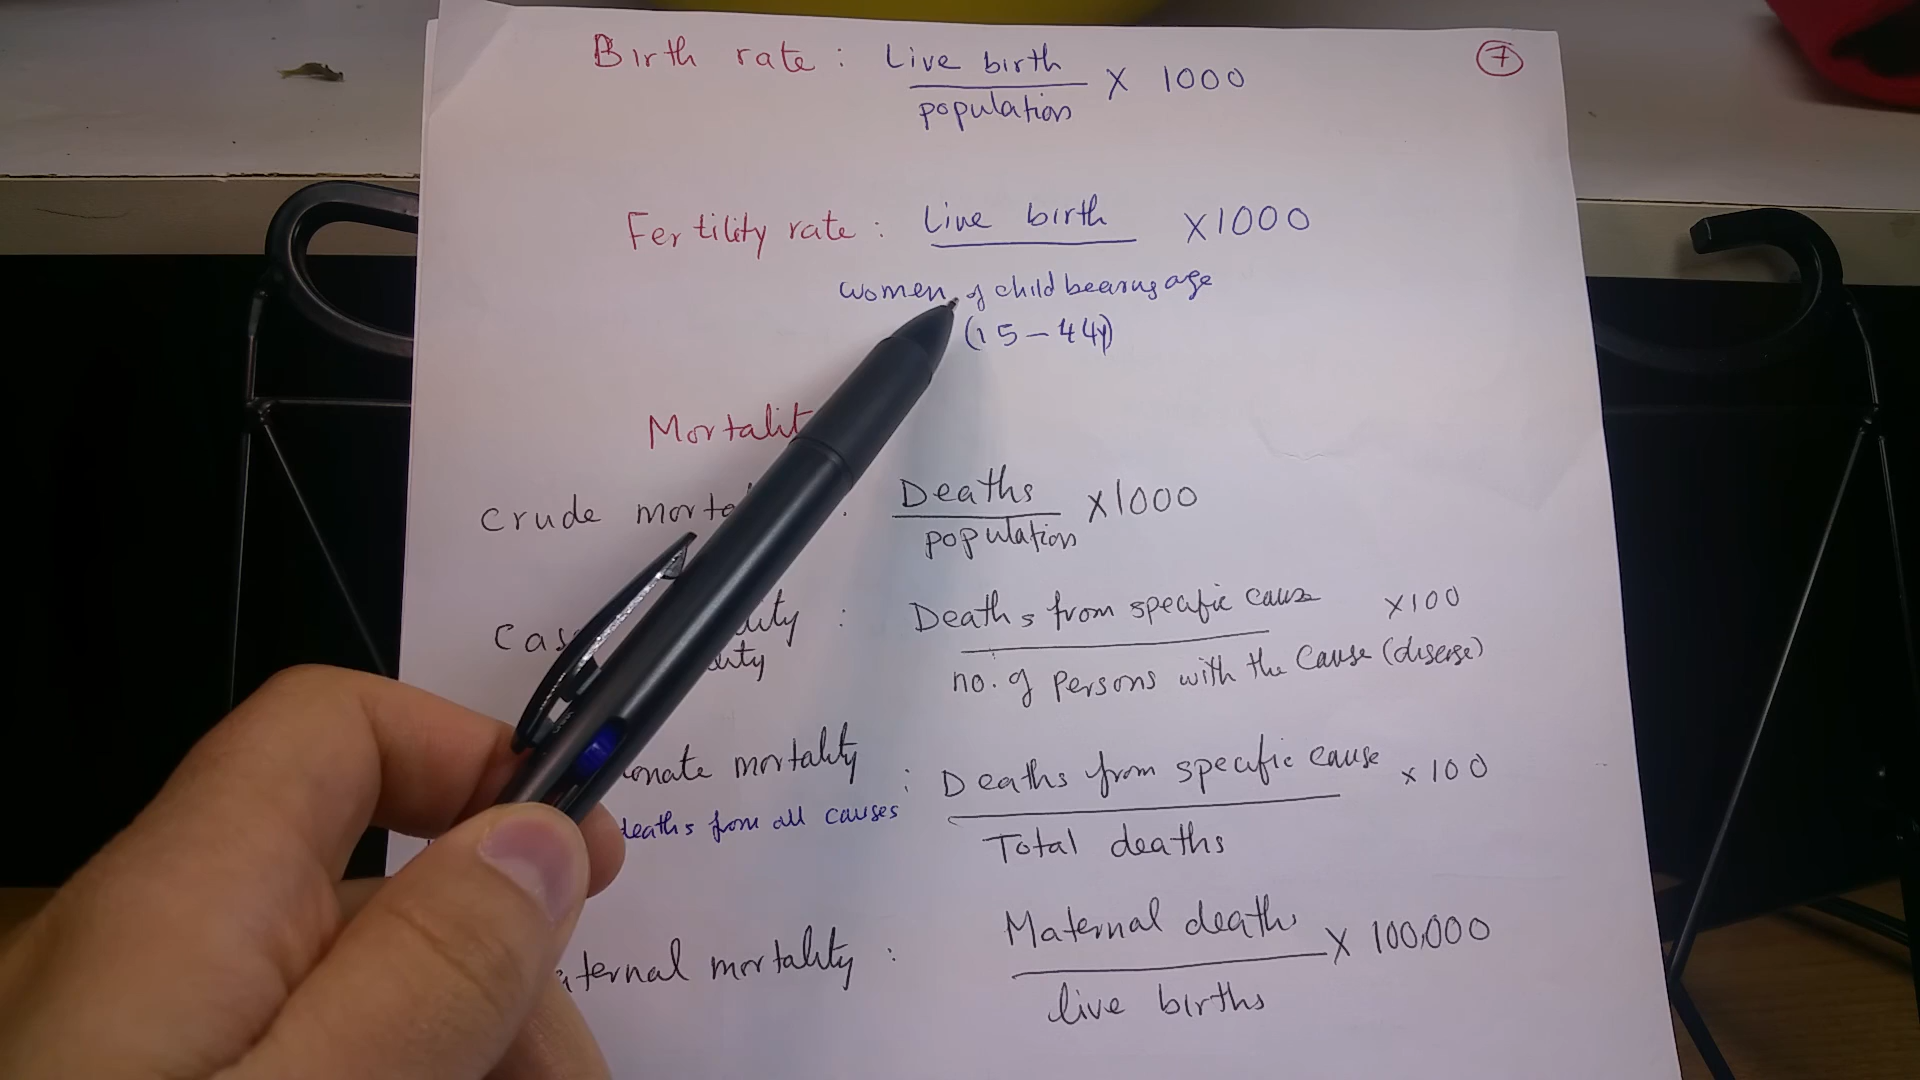 7
Birth rate : Live birth
population
X 1000
Fertility rate : Live birth X1000
women of child bearing age
(15-44y)
Mortalit
Crude morta : Deaths
population
X1000
Cas lity : Deaths from specific cause X100
lity no. of persons with the cause (disease)
onate mortality : Deaths from specific cause x 100
deaths from all causes
Total deaths
aternal mortality : Maternal deaths X 100,000
live births